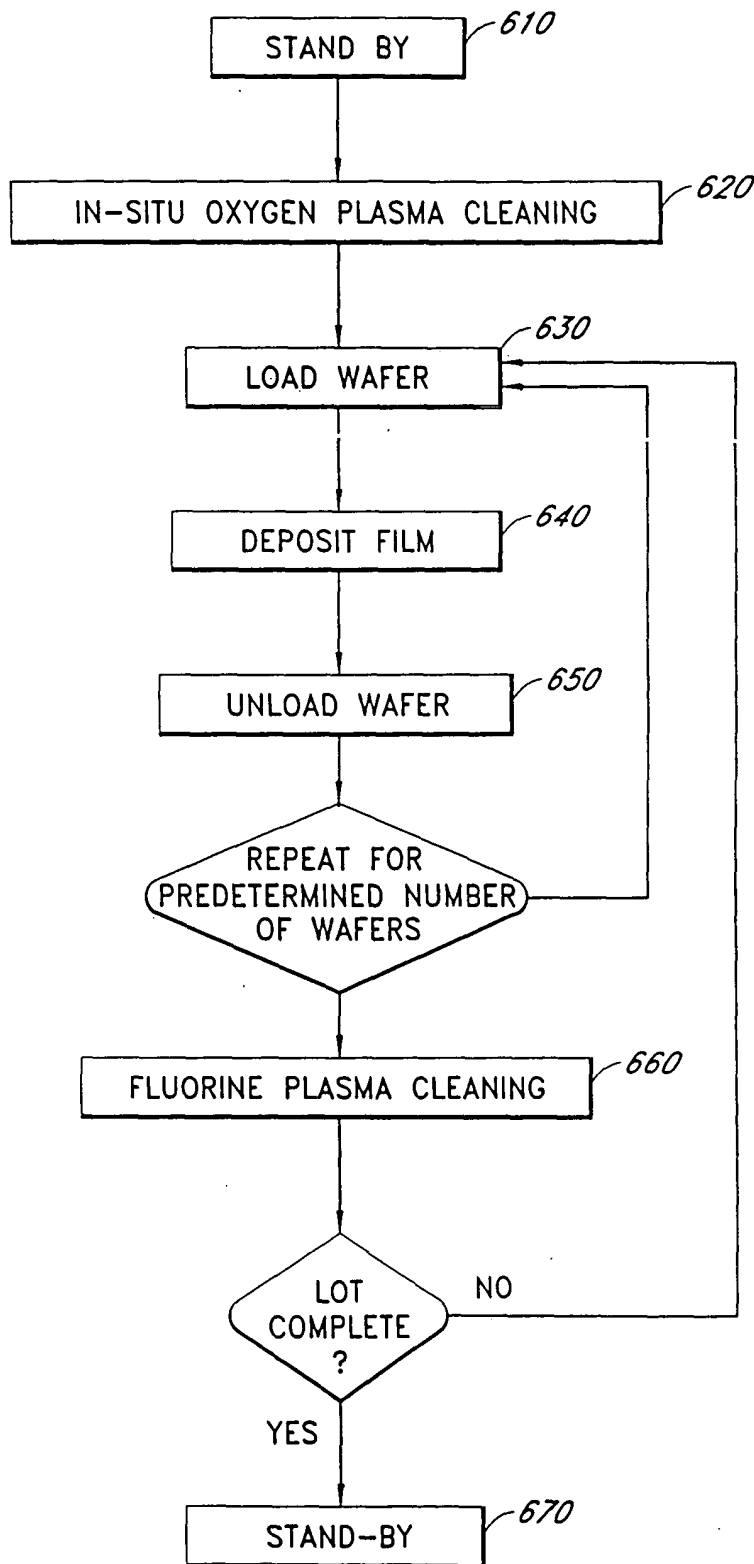 610
STAND BY
620
IN-SITU OXYGEN PLASMA CLEANING
630
LOAD WAFER
640
DEPOSIT FILM
650
UNLOAD WAFER
REPEAT FOR
PREDETERMINED NUMBER
OF WAFERS
660
FLUORINE PLASMA CLEANING
NO
LOT
COMPLETE
?
YES
670
STAND-BY